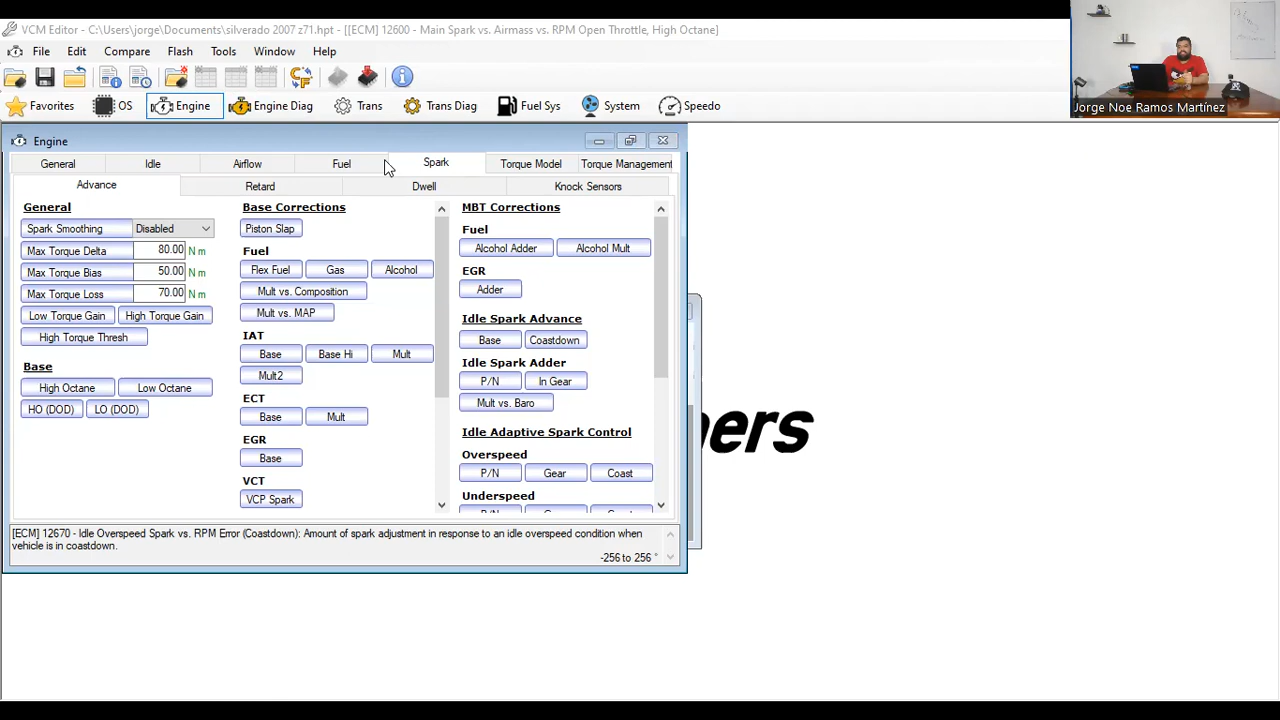 VCM Editor - C:\Users\jorge\Documents\silverado 2007 z71.hpt - [[ECM] 12600 - Main Spark vs. Airmass vs. RPM Open Throttle, High Octane]
File Edit Compare Flash Tools Window Help
Favorites OS Engine Engine Diag Trans Trans Diag Fuel Sys System Speedo
Jorge Noe Ramos Martínez
Engine
General Idle Airflow Fuel Spark Torque Model Torque Management
Advance Retard Dwell Knock Sensors
General
Spark Smoothing Disabled
Max Torque Delta 80.00 N m
Max Torque Bias 50.00 N m
Max Torque Loss 70.00 N m
Low Torque Gain High Torque Gain
High Torque Thresh
Base
High Octane Low Octane
HO (DOD) LO (DOD)
Base Corrections
Piston Slap
Fuel
Flex Fuel Gas Alcohol
Mult vs. Composition
Mult vs. MAP
IAT
Base Base Hi Mult
Mult2
ECT
Base Mult
EGR
Base
VCT
VCP Spark
MBT Corrections
Fuel
Alcohol Adder Alcohol Mult
EGR
Adder
Idle Spark Advance
Base Coastdown
Idle Spark Adder
P/N In Gear
Mult vs. Baro
Idle Adaptive Spark Control
Overspeed
P/N Gear Coast
Underspeed
[ECM] 12670 - Idle Overspeed Spark vs. RPM Error (Coastdown): Amount of spark adjustment in response to an idle overspeed condition when
vehicle is in coastdown.
-256 to 256 °
ers